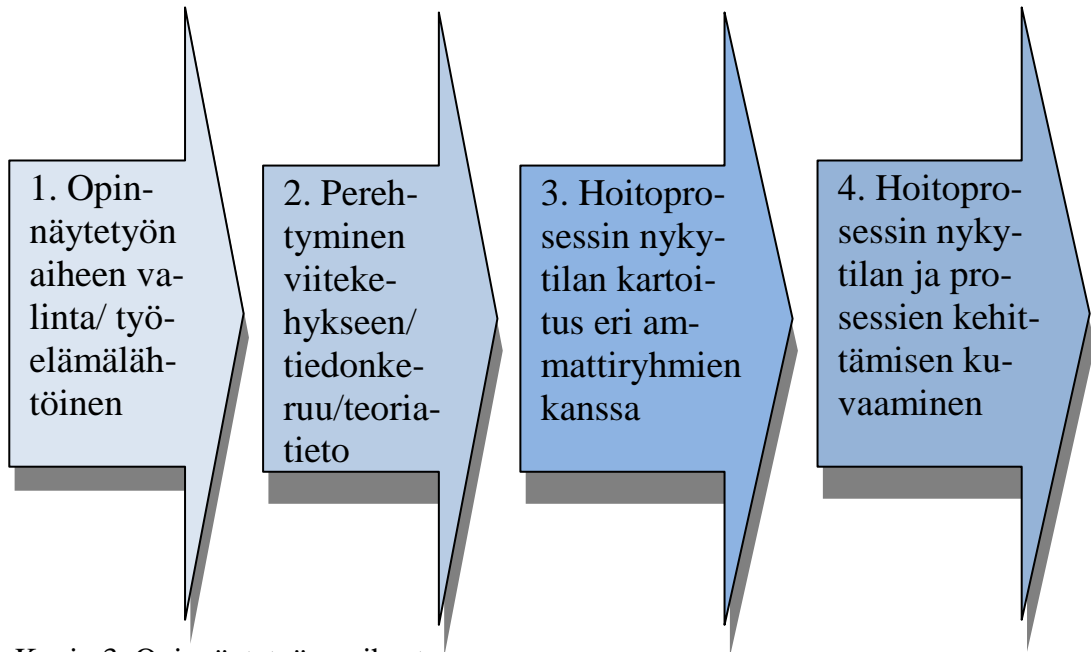 1. Opin-
näytetyön
aiheen va-
linta/ työ-
elämäläh-
töinen
2. Pereh-
tyminen
viiteke-
hykseen/
tiedonke-
ruu/teoria-
tieto
3. Hoitopro-
sessin nyky-
tilan kartoi-
tus eri am-
mattiryhmien
kanssa
4. Hoitopro-
sessin nyky-
tilan ja pro-
sessien kehit-
tämisen ku-
vaaminen